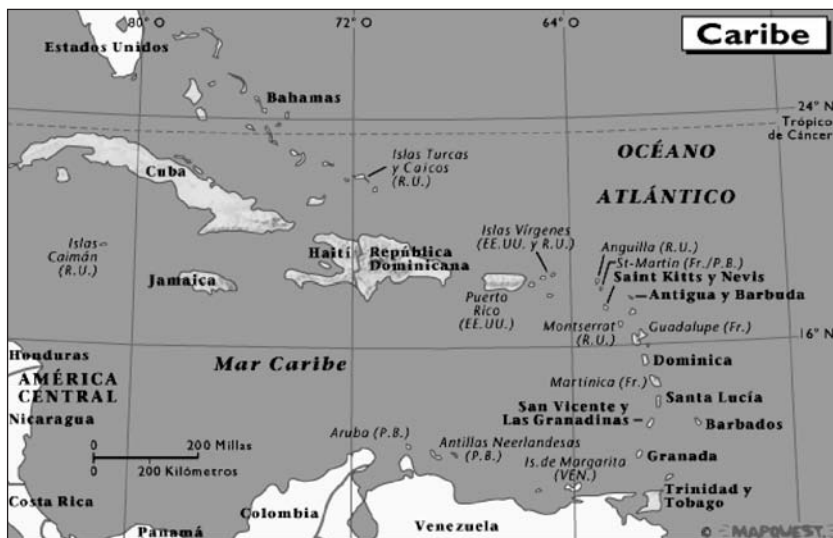 80° O
72° O
64° O
Caribe
Estados Unidos
Bahamas
24° N
Trópico
de Cáncer
Islas Turcas
y Caicos
(R.U.)
OCÉANO
ATLÁNTICO
Cuba
Islas
Caimán
(R.U.)
Jamaica
Haití
República
Dominicana
Islas Vírgenes
(EE.UU. y R.U.)
Puerto
Rico
(EE.UU.)
Anguilla (R.U.)
St-Martin (Fr./P.B.)
Saint Kitts y Nevis
Antigua y Barbuda
Montserrat
(R.U.)
Guadalupe (Fr.)
16° N
Honduras
AMÉRICA
CENTRAL
Mar Caribe
Dominica
Martinica (Fr.)
Santa Lucía
Nicaragua
San Vicente y
Las Granadinas
Barbados
0 200 Millas
0 200 Kilómetros
Aruba (P.B.)
Antillas Neerlandesas
(P.B.)
Is. de Margarita
(VEN.)
Granada
Trinidad y
Tobago
Costa Rica
Panamá
Colombia
Venezuela
© MAPQUEST.